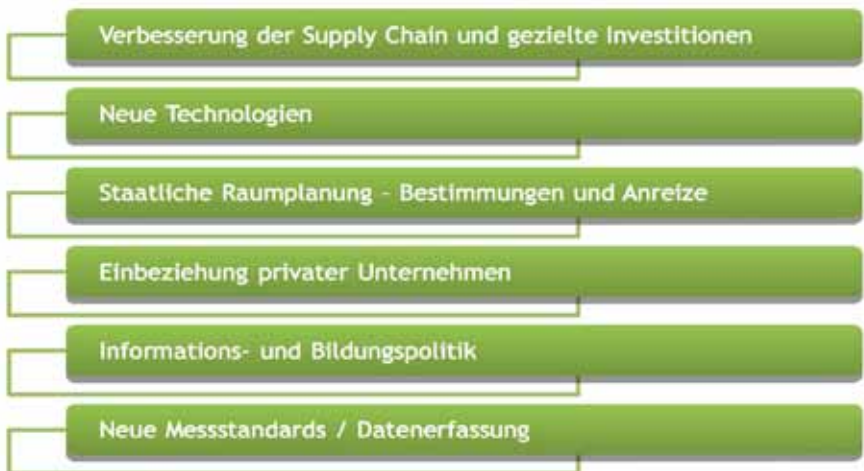 Verbesserung der Supply Chain und gezielte Investitionen
Neue Technologien
Staatliche Raumplanung – Bestimmungen und Anreize
Einbeziehung privater Unternehmen
Informations- und Bildungspolitik
Neue Messstandards / Datenerfassung